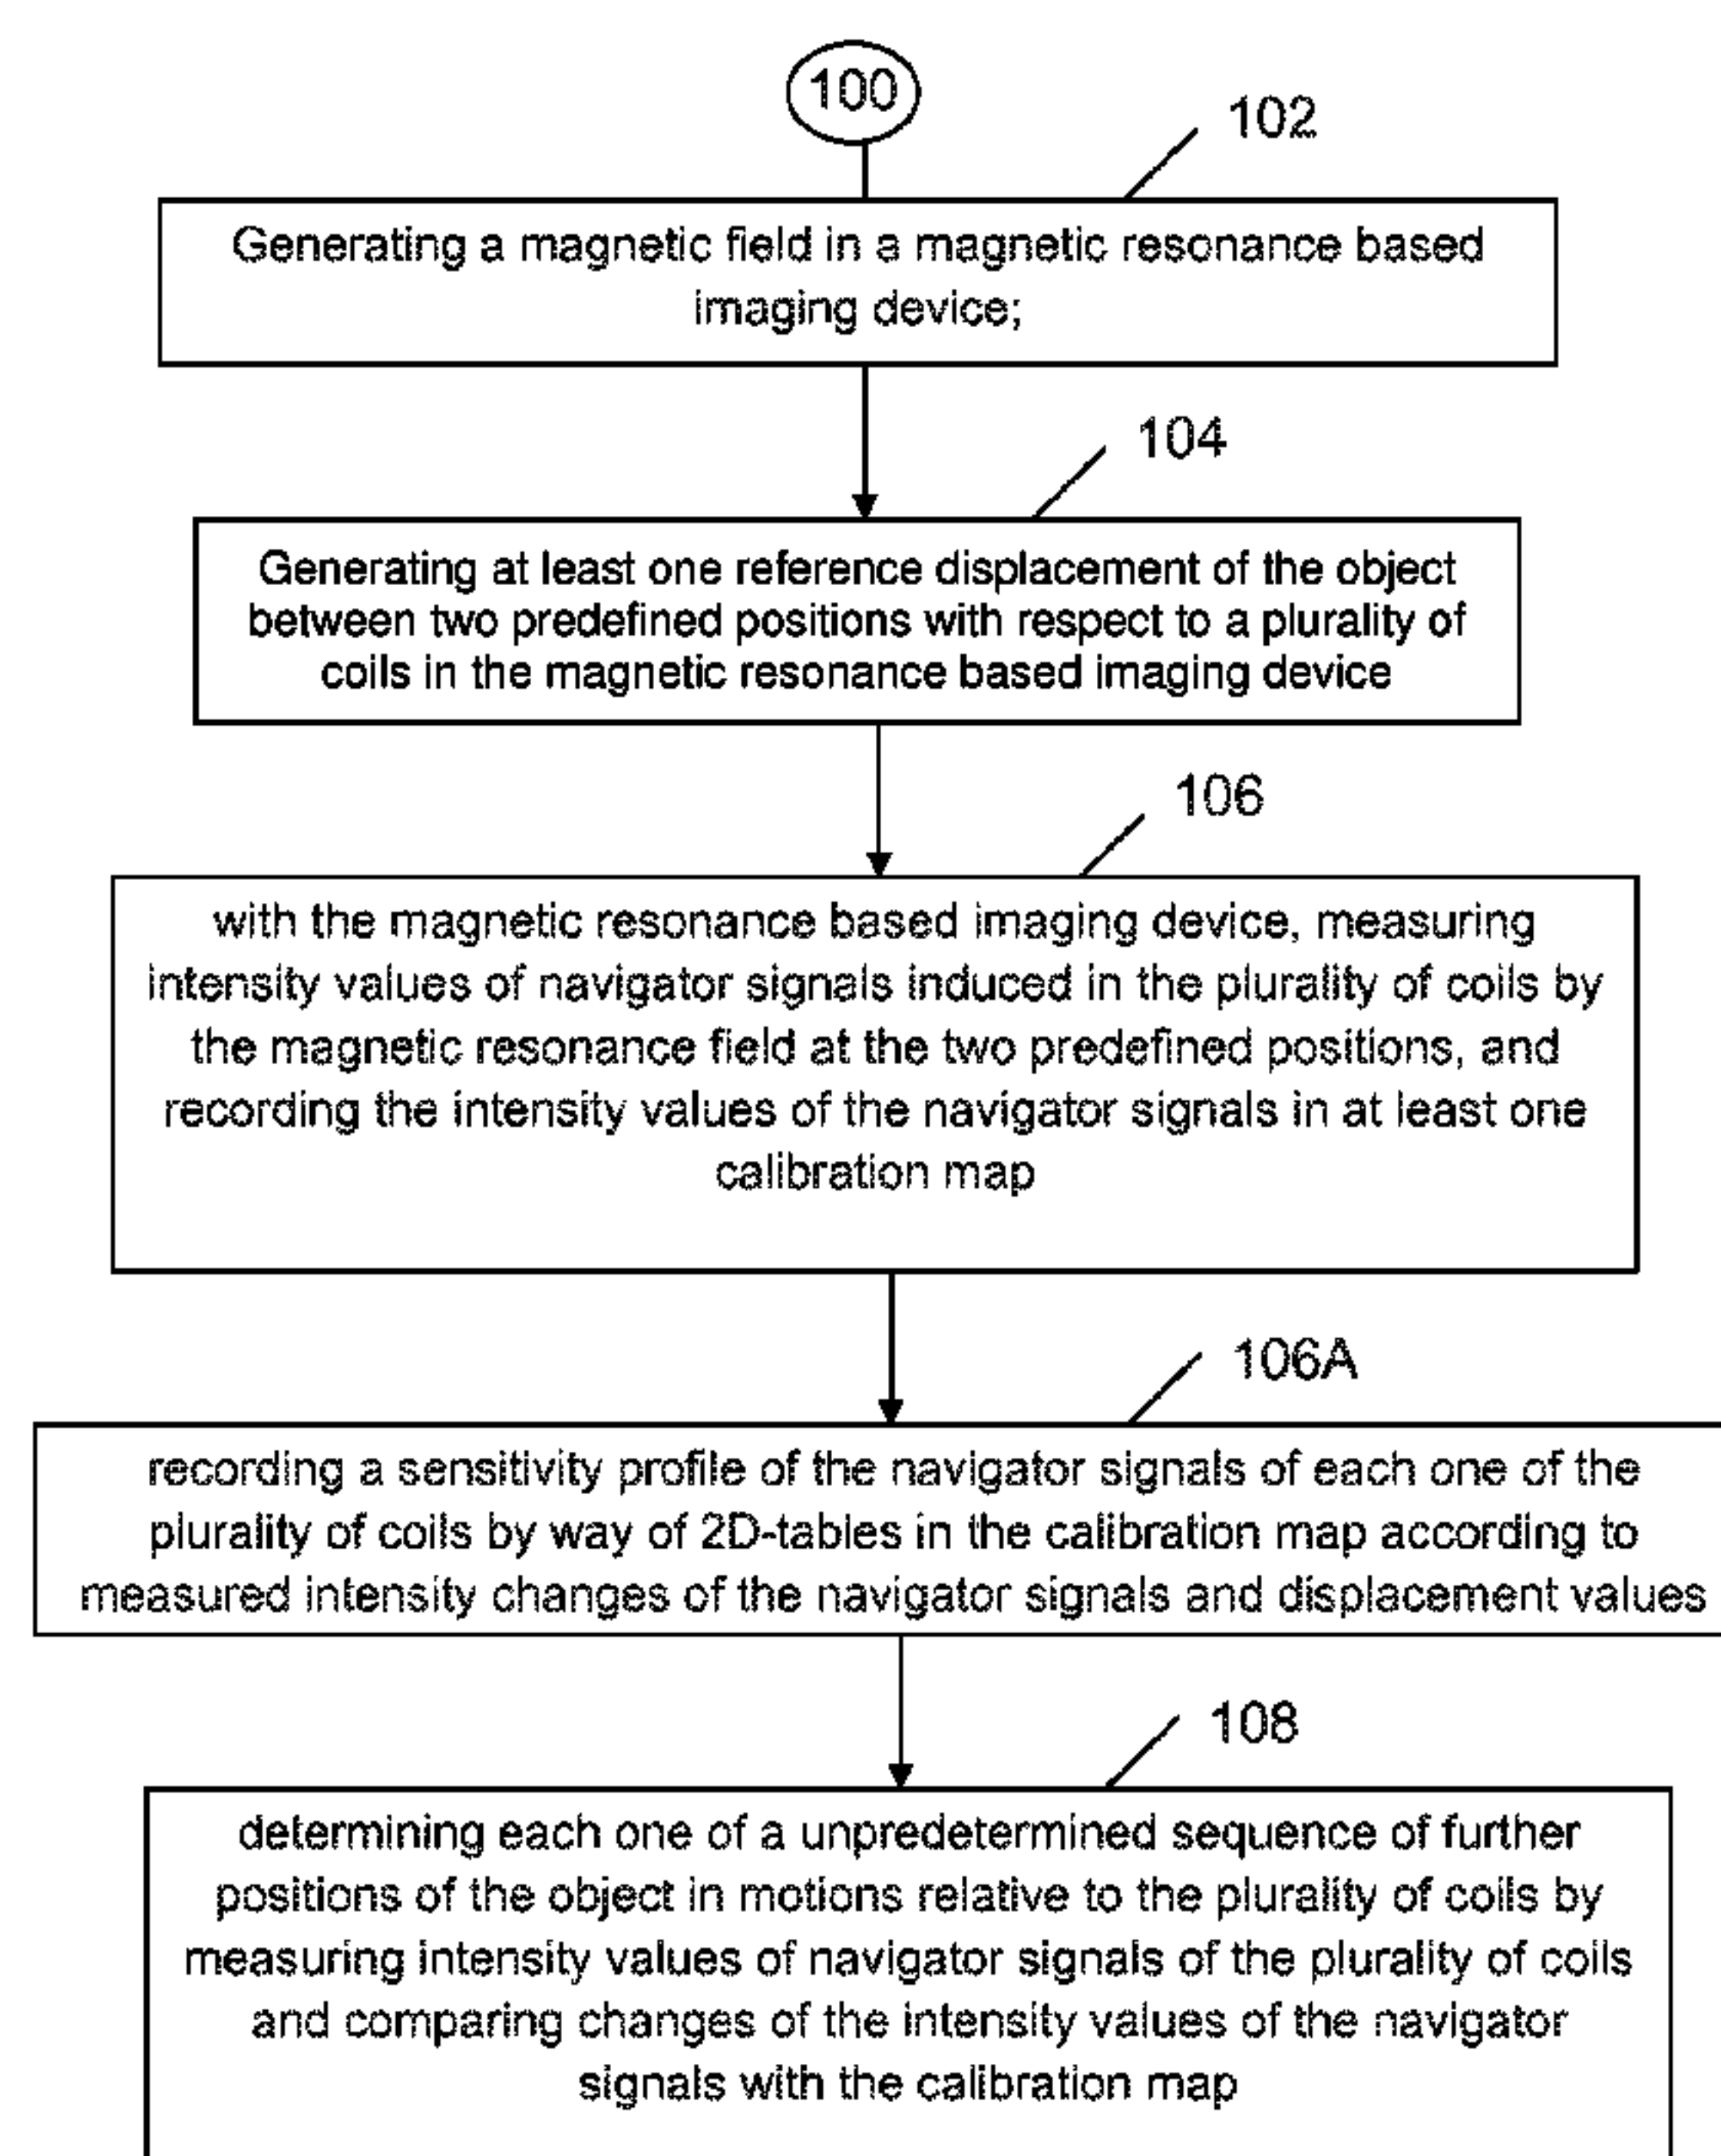 100
102
Generating a magnetic field in a magnetic resonance based
imaging device;
104
Generating at least one reference displacement of the object
between two predefined positions with respect to a plurality of
coils in the magnetic resonance based imaging device
106
with the magnetic resonance based imaging device, measuring
intensity values of navigator signals induced in the plurality of coils by
the magnetic resonance field at the two predefined positions, and
recording the intensity values of the navigator signals in at least one
calibration map
106A
recording a sensitivity profile of the navigator signals of each one of the
plurality of coils by way of 2D-tables in the calibration map according to
measured intensity changes of the navigator signals and displacement values
108
determining each one of a unpredetermined sequence of further
positions of the object in motions relative to the plurality of coils by
measuring intensity values of navigator signals of the plurality of coils
and comparing changes of the intensity values of the navigator
signals with the calibration map